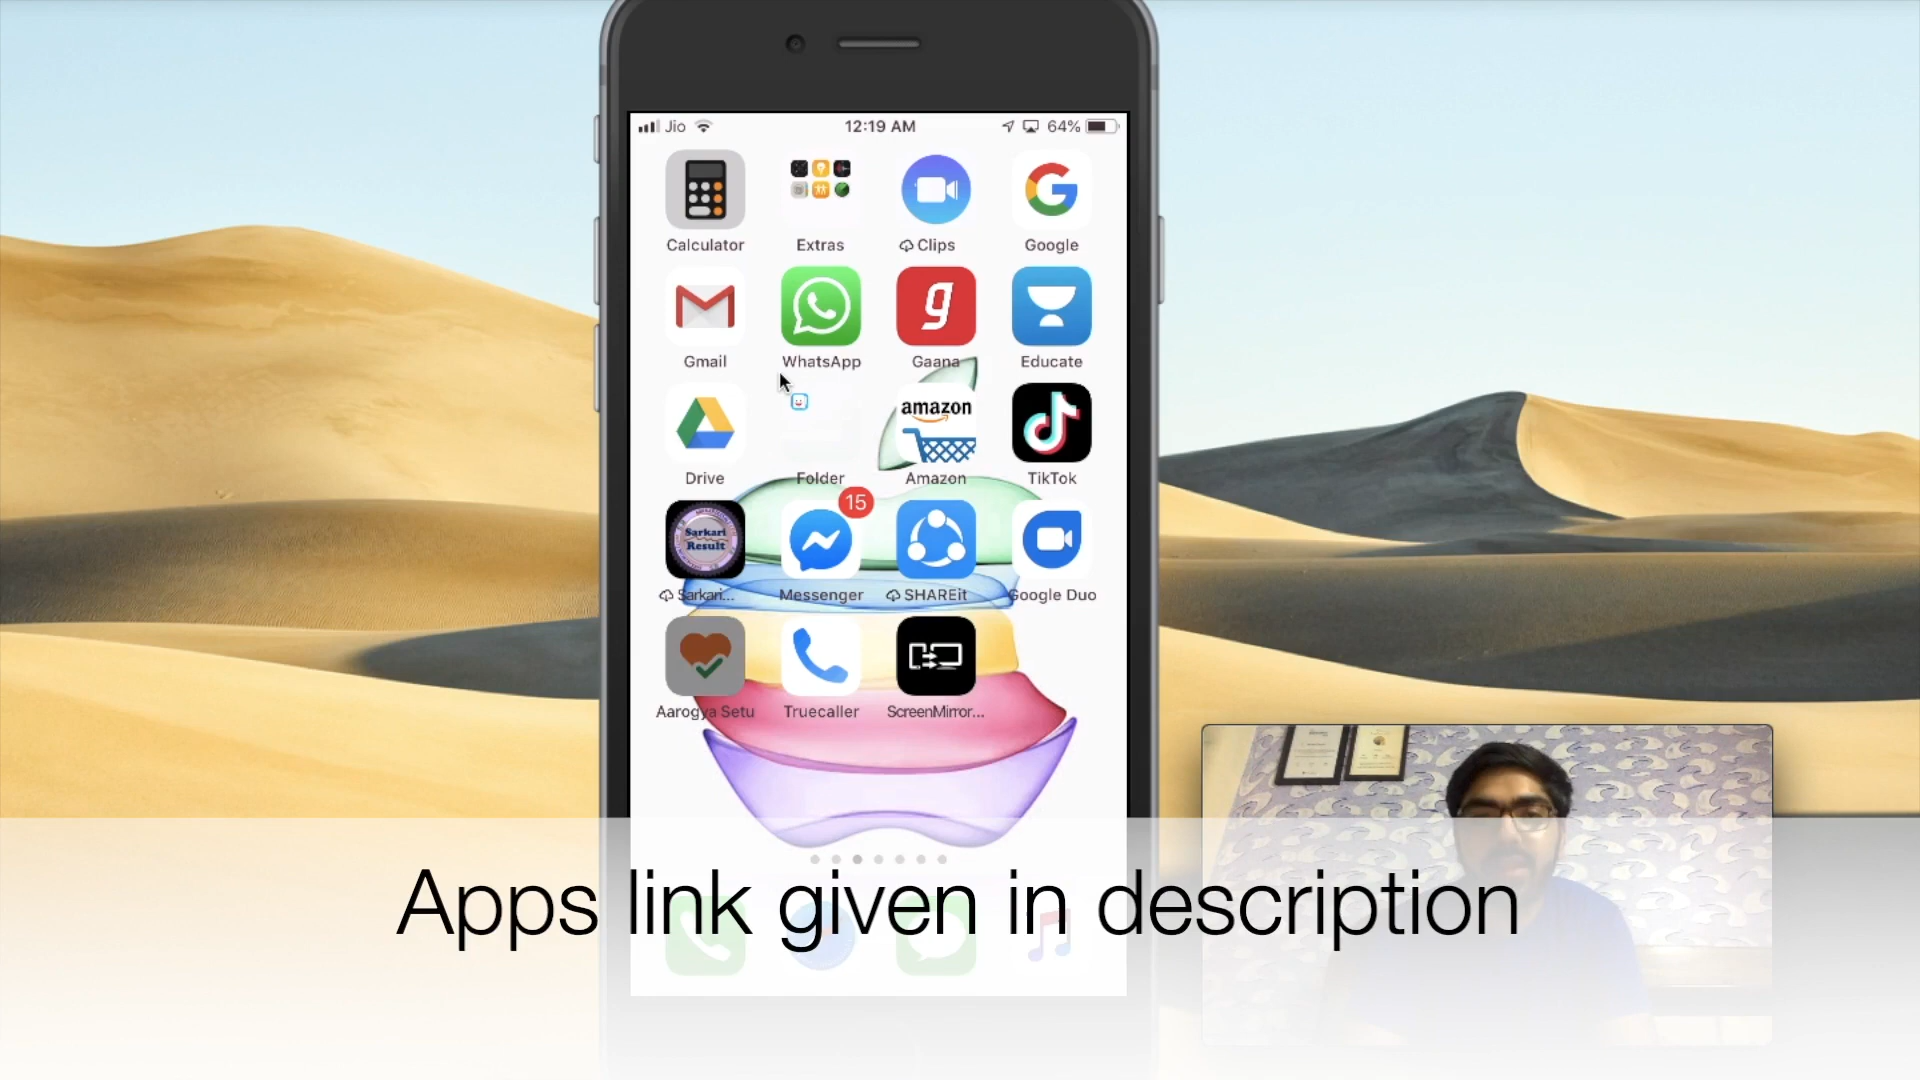 Jio 12:19 AM 64%
Calculator Extras Clips Google
Gmail WhatsApp Gaana Educate
amazon
Drive Folder Amazon TikTok
15
Sarkari
Result
Sarkari... Messenger SHAREit Google Duo
Aarogya Setu Truecaller ScreenMirror...
Apps link given in description